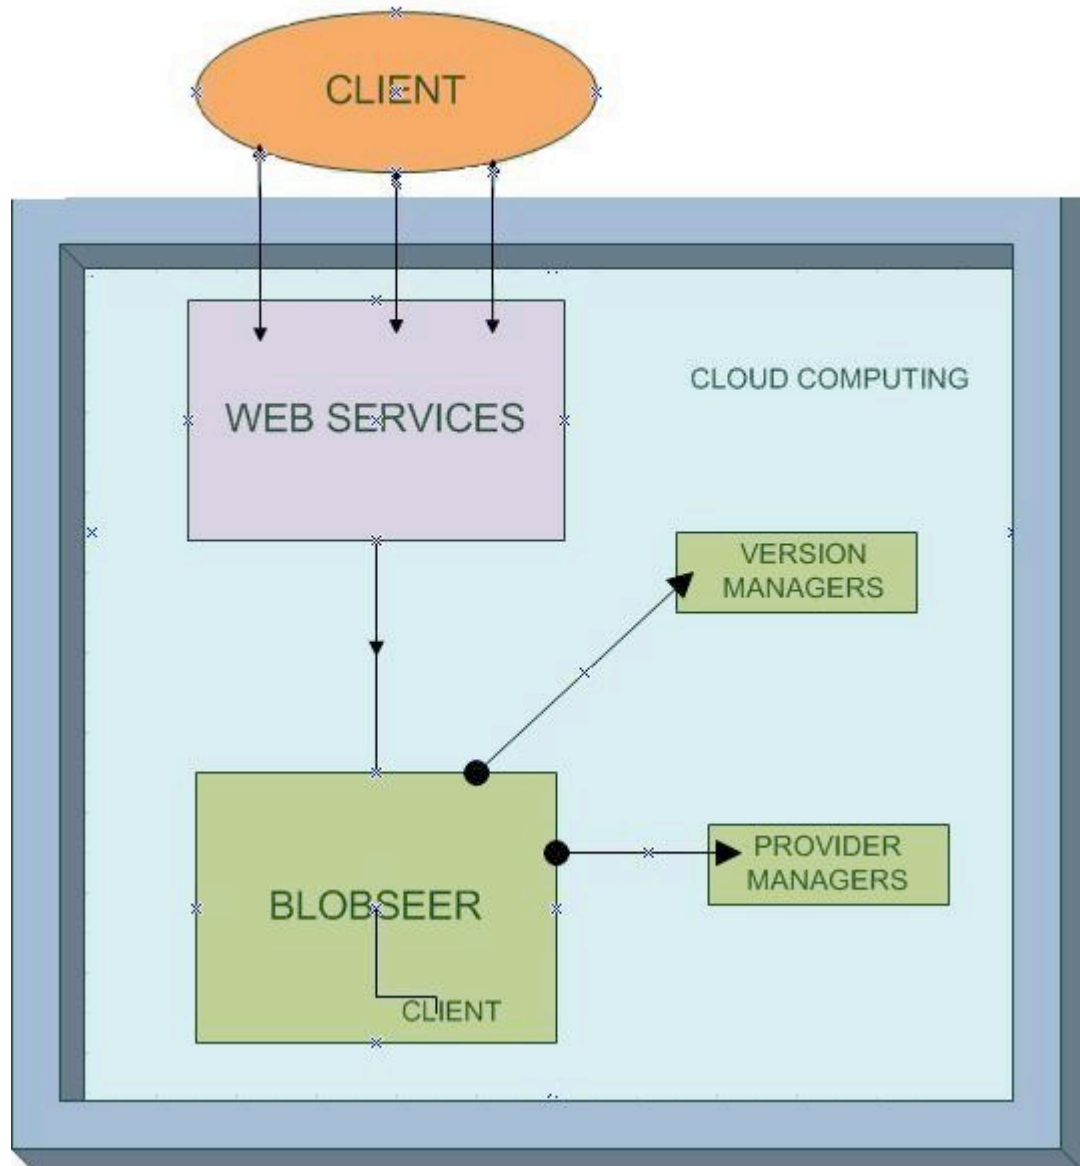 CLIENT
WEB SERVICES
CLOUD COMPUTING
VERSION
MANAGERS
PROVIDER
MANAGERS
BLOBSEER
CLIENT